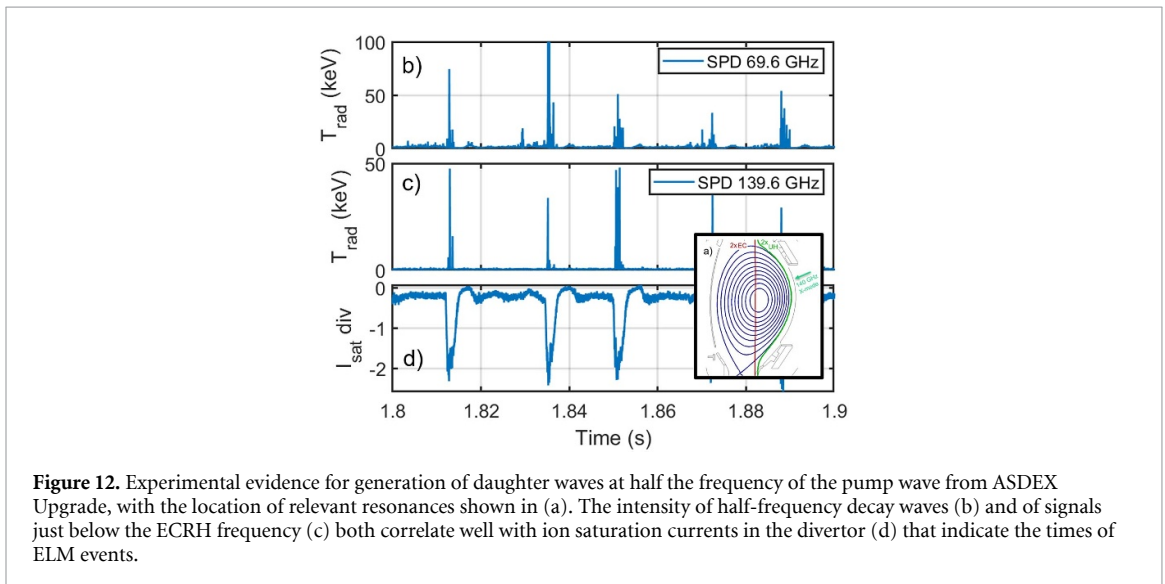 100
b)
SPD 69.6 GHz
50
T_rad (keV)
0
50
c)
SPD 139.6 GHz
T_rad (keV)
0
a)
2xEC
2x
UH
140 GHz
X-mode
0
-1
I_sat div
d)
-2
1.8 1.82 1.84 1.86 1.88 1.9
Time (s)
Figure 12. Experimental evidence for generation of daughter waves at half the frequency of the pump wave from ASDEX
Upgrade, with the location of relevant resonances shown in (a). The intensity of half-frequency decay waves (b) and of signals
just below the ECRH frequency (c) both correlate well with ion saturation currents in the divertor (d) that indicate the times of
ELM events.